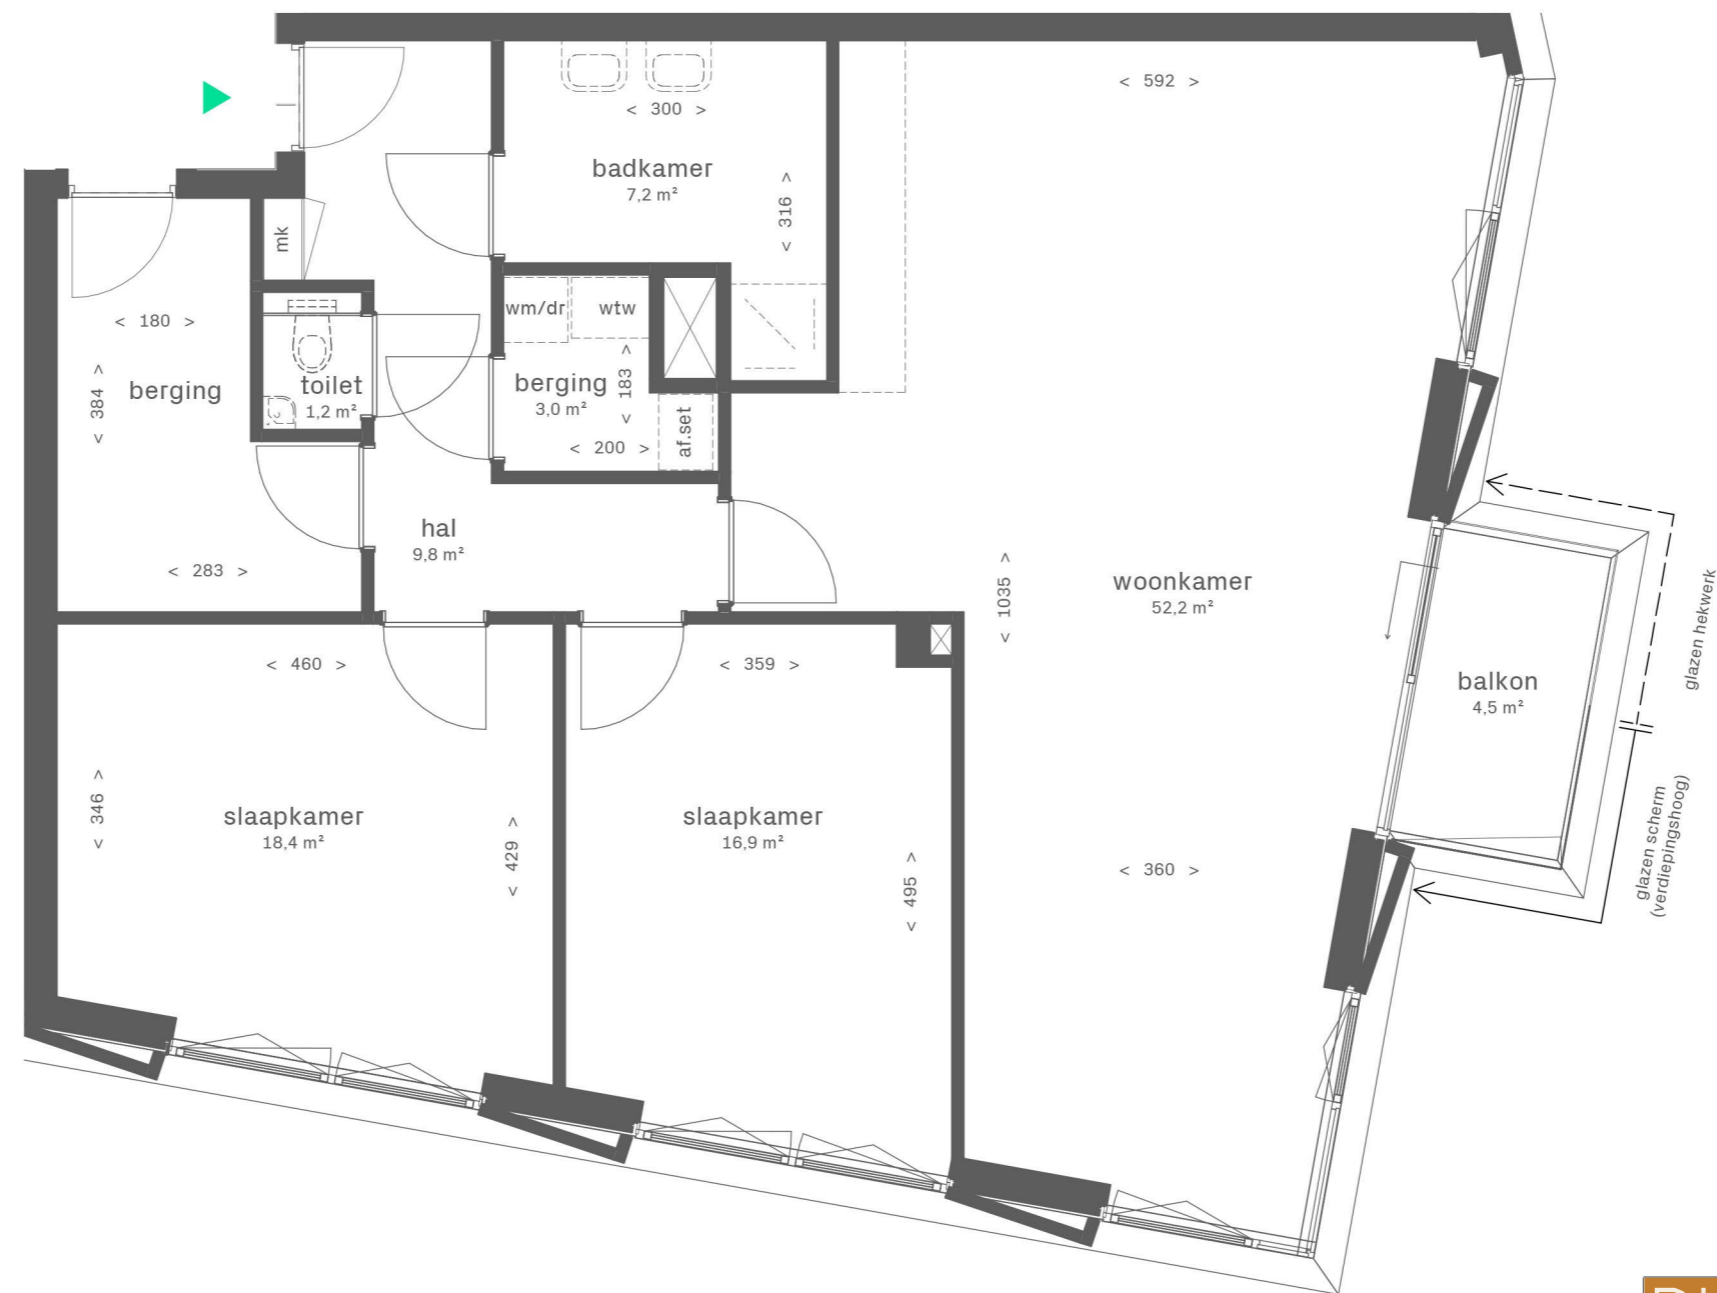 < 592 >
< 300 >
badkamer
7,2 m²
< 316 >
mk
wm/dr
wtw
< 180 >
< 384 >
berging
toilet
1,2 m²
berging
3,0 m²
< 183 >
< 200 >
af.set
hal
9,8 m²
< 283 >
< 1035 >
woonkamer
52,2 m²
glazen hekwerk
< 460 >
< 359 >
balkon
4,5 m²
< 346 >
slaapkamer
18,4 m²
< 429 >
slaapkamer
16,9 m²
< 495 >
< 360 >
glazen scherm
(verdiepingshoog)